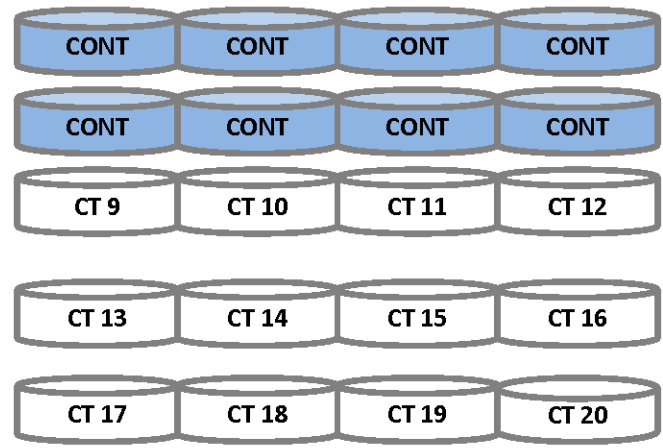 CONT CONT CONT CONT
CONT CONT CONT CONT
CT 9 CT 10 CT 11 CT 12
CT 13 CT 14 CT 15 CT 16
CT 17 CT 18 CT 19 CT 20